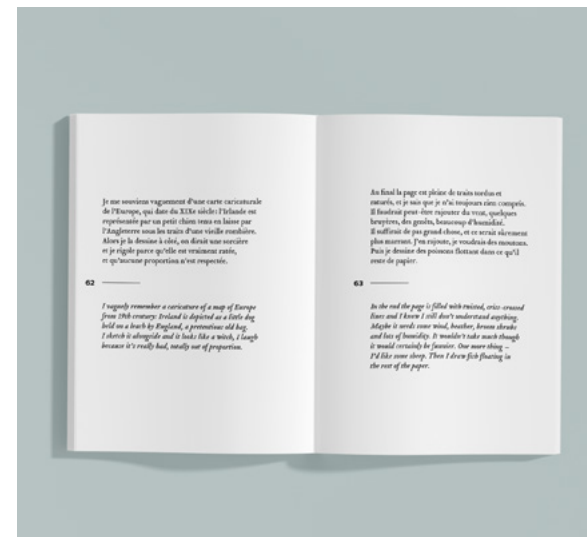 Je me souviens vaguement d'une carte caricaturale
de l'Europe, qui date du XIXe siècle: l'Irlande est
représentée par un petit chien tenu en laisse par
l'Angleterre sous les traits d'une vieille rombière.
Alors je la dessine à côté, on dirait une sorcière
et je rigole parce qu'elle est vraiment ratée,
et qu'aucune proportion n'est respectée.
62
I vaguely remember a caricature of a map of Europe
from 19th century: Ireland is depicted as a little dog
held on a leash by England, a pretentious old hag.
I sketch it alongside and it looks like a witch, I laugh
because it's really bad, totally out of proportion.
Au final la page est pleine de traits tordus et
raturés, et je sais que je n'ai toujours rien compris.
Il faudrait peut-être rajouter du vent, quelques
bruyères, des genêts, beaucoup d'humidité.
Il suffirait de pas grand chose, et ce serait sûrement
plus marrant. J'en rajoute, je voudrais des moutons.
Puis je dessine des poissons flottant dans ce qu'il
reste de papier.
63
In the end the page is filled with twisted, criss-crossed
lines and I know I still don't understand anything.
Maybe it needs some wind, heather, broom shrubs
and lots of humidity. It wouldn't take much though
it would certainly be funnier. One more thing –
I'd like some sheep. Then I draw fish floating in
the rest of the paper.